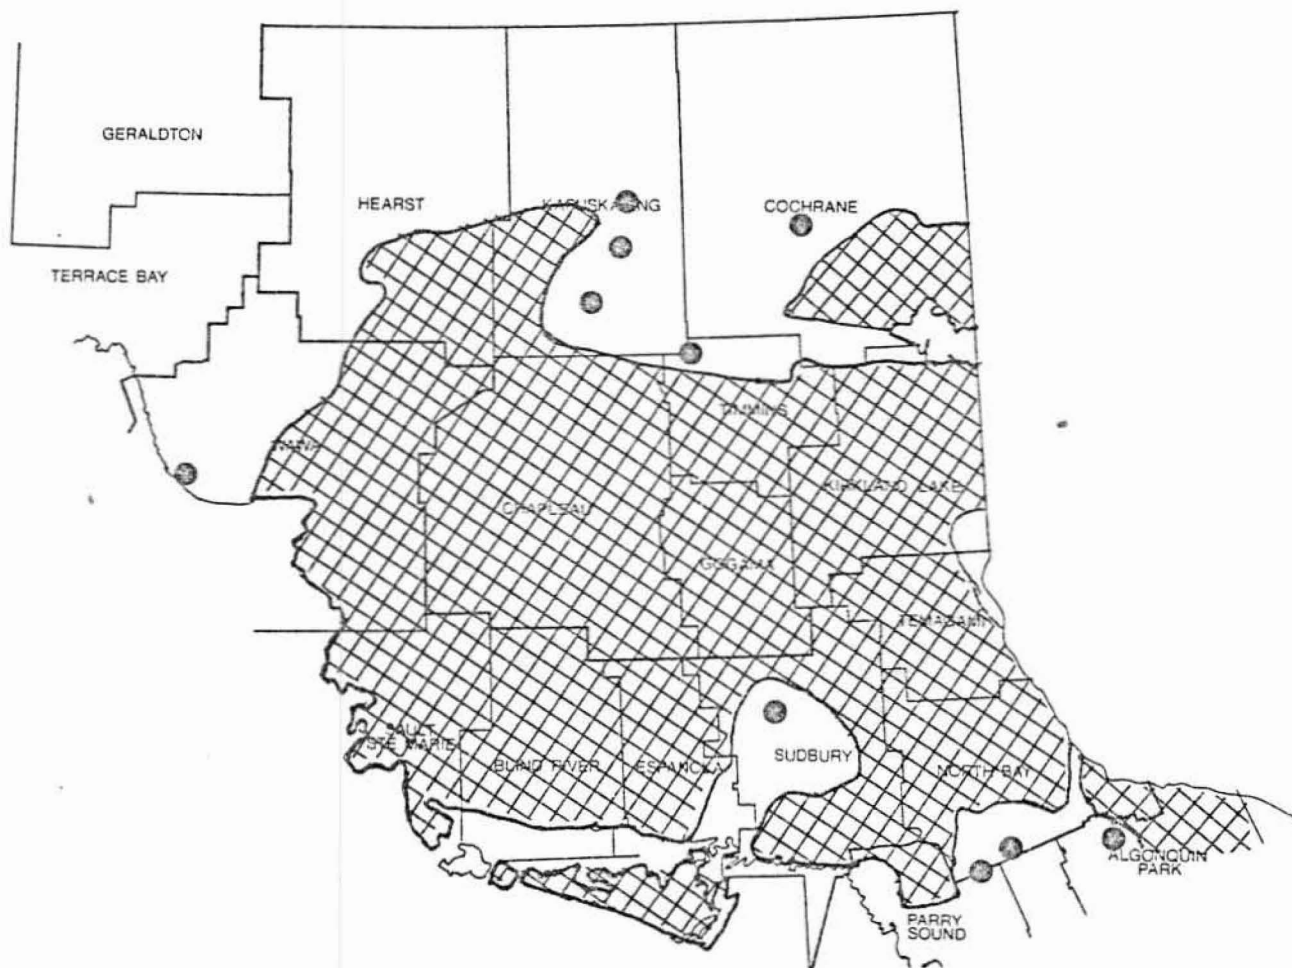 GERALDTON
HEARST
KAPUSKASING
COCHRANE
TERRACE BAY
TIMMINS
WAWA
KIRKLAND LAKE
CHAPLEAU
GOGAMA
TEMAGAMI
SAULT
STE MARIE
SUDBURY
BLIND RIVER
ESPANOLA
NORTH BAY
ALGONQUIN
PARK
PARRY
SOUND